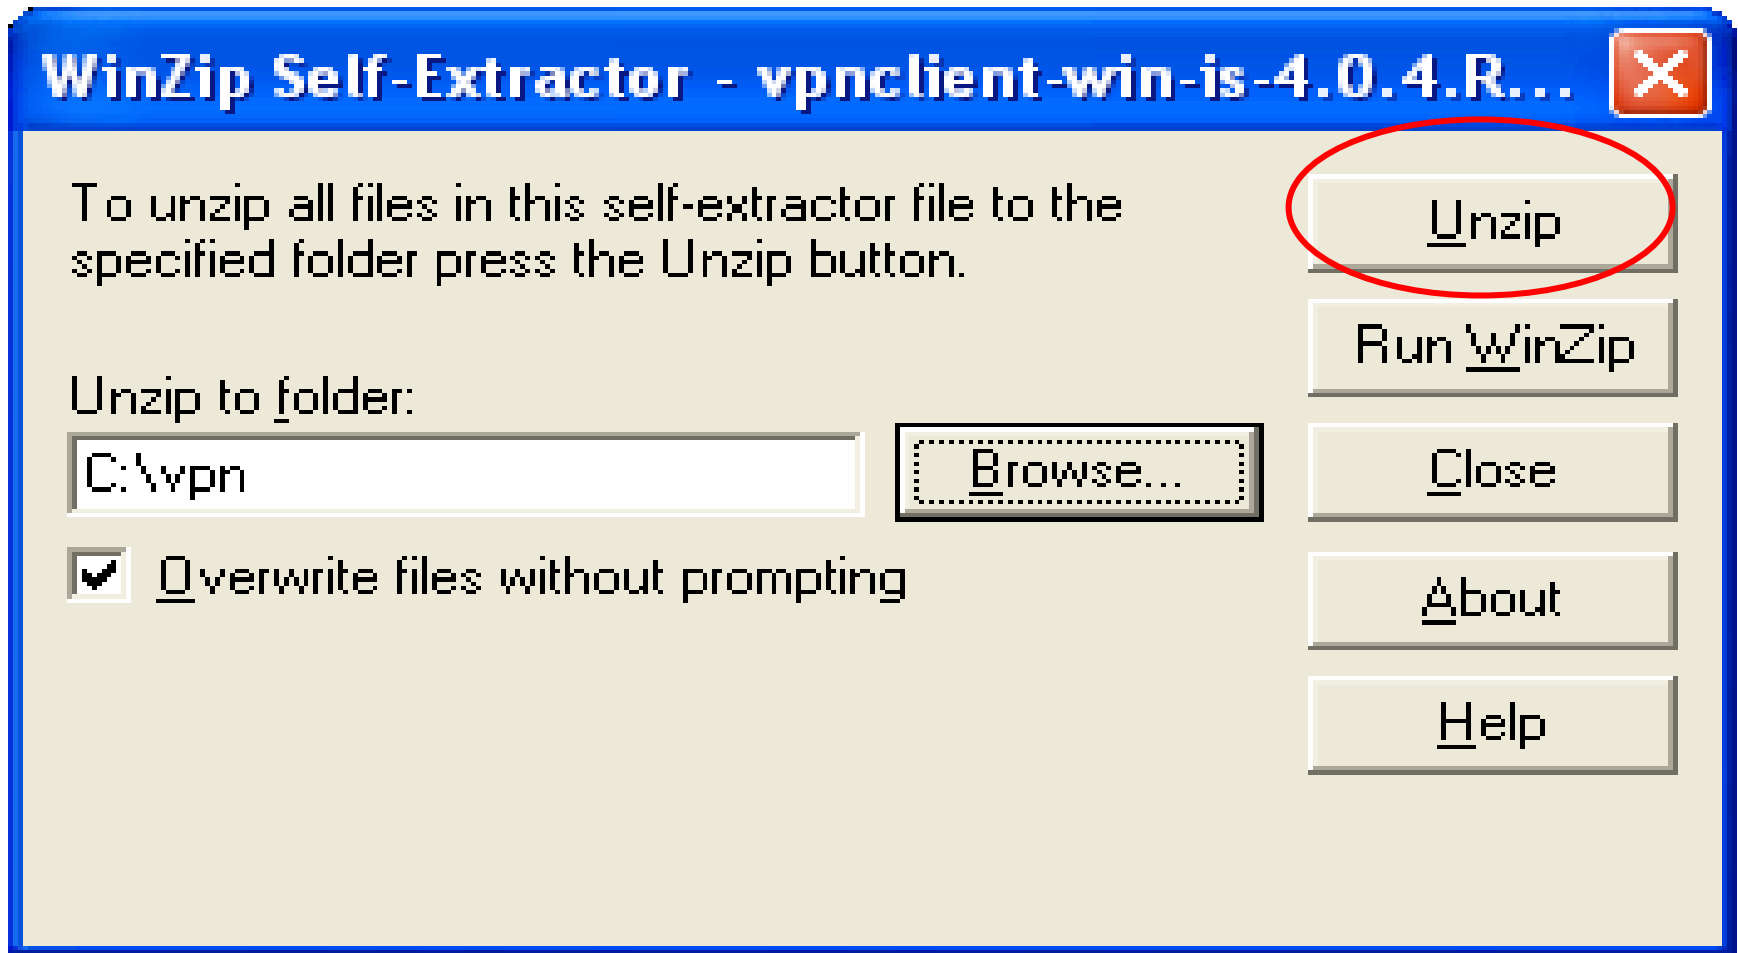 WinZip Self-Extractor - vpnclient-win-is-4.0.4.R...
To unzip all files in this self-extractor file to the
specified folder press the Unzip button.
Unzip to folder:
C:\vpn
Browse...
Overwrite files without prompting
Unzip
Run WinZip
Close
About
Help